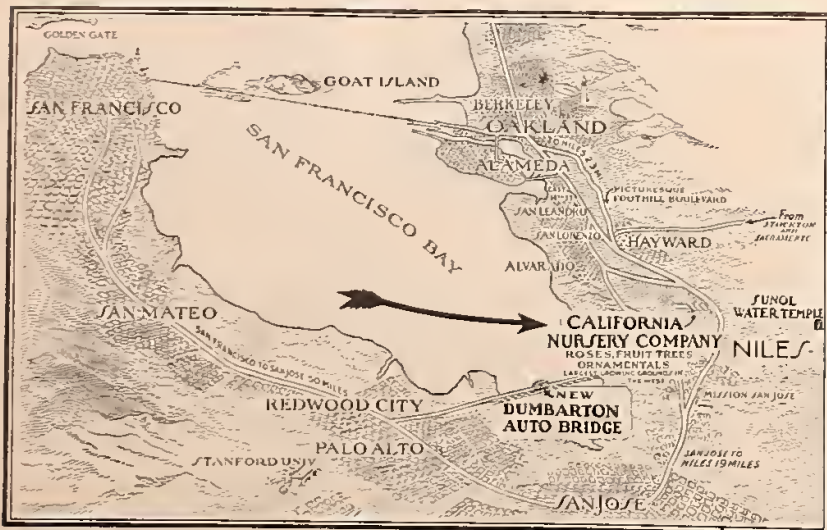 GOLDEN GATE
SAN FRANCISCO
GOAT ISLAND
BERKELEY
OAKLAND
ALAMEDA
SAN FRANCISCO BAY
PICTURESQUE
FOOTHILL BOULEVARD
SAN LEANDRO
SAN LORENZO
HAYWARD
From
STOCKTON
AND
SACRAMENTO
ALVARADO
SAN MATEO
SUNOL
WATER TEMPLE
CALIFORNIA
NURSERY COMPANY
ROSES, FRUIT TREES
ORNAMENTALS
LARGEST GROWING GROUNDS IN
THE WEST
NILES
SAN FRANCISCO TO SAN JOSE 50 MILES
REDWOOD CITY
NEW
DUMBARTON
AUTO BRIDGE
MISSION SAN JOSE
PALO ALTO
STANFORD UNIV.
SAN JOSE TO
NILES 19 MILES
SAN JOSE